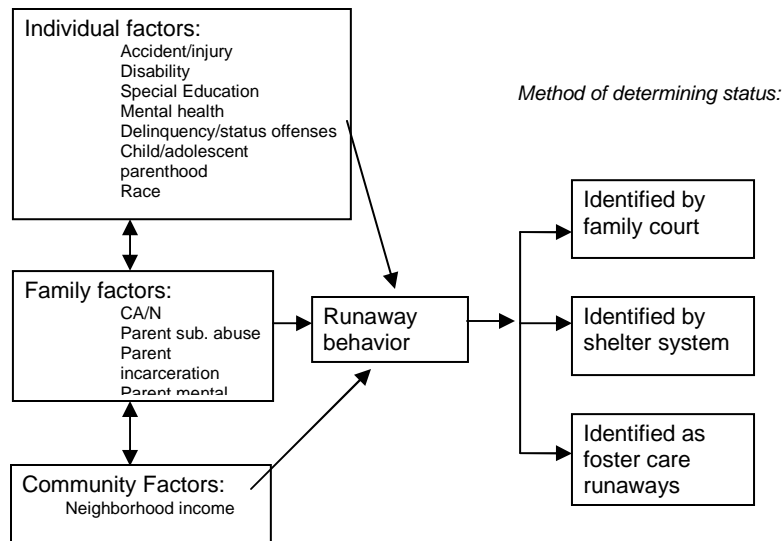 Individual factors:
Accident/injury
Disability
Special Education
Mental health
Delinquency/status offenses
Child/adolescent
parenthood
Race
Method of determining status:
Family factors:
CA/N
Parent sub. abuse
Parent
incarceration
Parent mental
Community Factors:
Neighborhood income
Runaway
behavior
Identified by
family court
Identified by
shelter system
Identified as
foster care
runaways